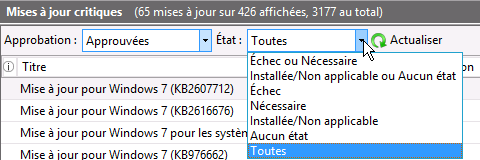 Mises à jour critiques (65 mises à jour sur 426 affichées, 3177 au total)
Approbation : Approuvées État : Toutes Actualiser
Titre
Échec ou Nécessaire
Installée/Non applicable ou Aucun état
Échec
Nécessaire
Installée/Non applicable
Aucun état
Toutes
Mise à jour pour Windows 7 (KB2607712)
Mise à jour pour Windows 7 (KB2616676)
Mise à jour Windows 7 pour les systèm
Mise à jour pour Windows 7 (KB976662)